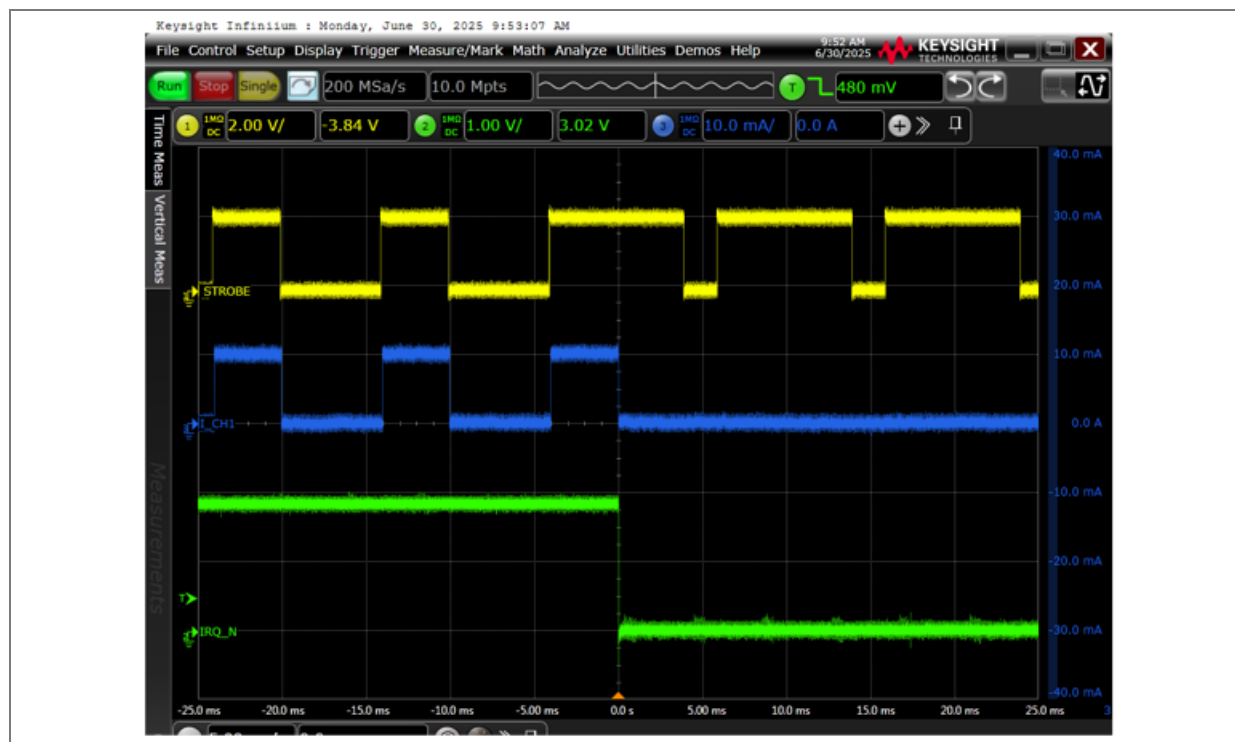 Keysight Infiniium : Monday, June 30, 2025 9:53:07 AM
File Control Setup Display Trigger Measure/Mark Math Analyze Utilities Demos Help
9:52 AM
6/30/2025
KEYSIGHT
TECHNOLOGIES
Run Stop Single 200 MSa/s 10.0 Mpts T 480 mV
1 1MΩ DC 2.00 V/ -3.84 V 2 1MΩ DC 1.00 V/ 3.02 V 3 1MΩ DC 10.0 mA/ 0.0 A
Time Meas
Vertical Meas
Measurements
40.0 mA
30.0 mA
STROBE
20.0 mA
10.0 mA
I_CH1
0.0 A
-10.0 mA
-20.0 mA
T
IRQ_N
-30.0 mA
-40.0 mA
-25.0 ms -20.0 ms -15.0 ms -10.0 ms -5.00 ms 0.0 s 5.00 ms 10.0 ms 15.0 ms 20.0 ms 25.0 ms 3